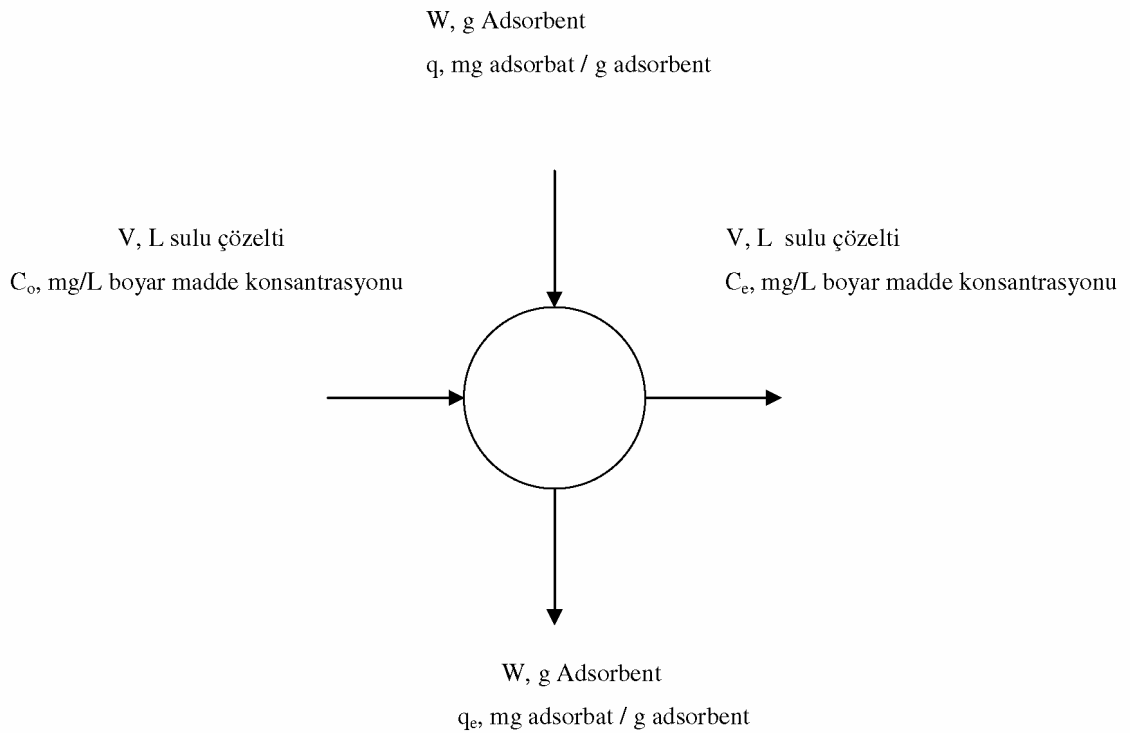 W, g Adsorbent
q, mg adsorbat / g adsorbent
V, L sulu çözelti
C₀, mg/L boyar madde konsantrasyonu
V, L sulu çözelti
Cₑ, mg/L boyar madde konsantrasyonu
W, g Adsorbent
qₑ, mg adsorbat / g adsorbent